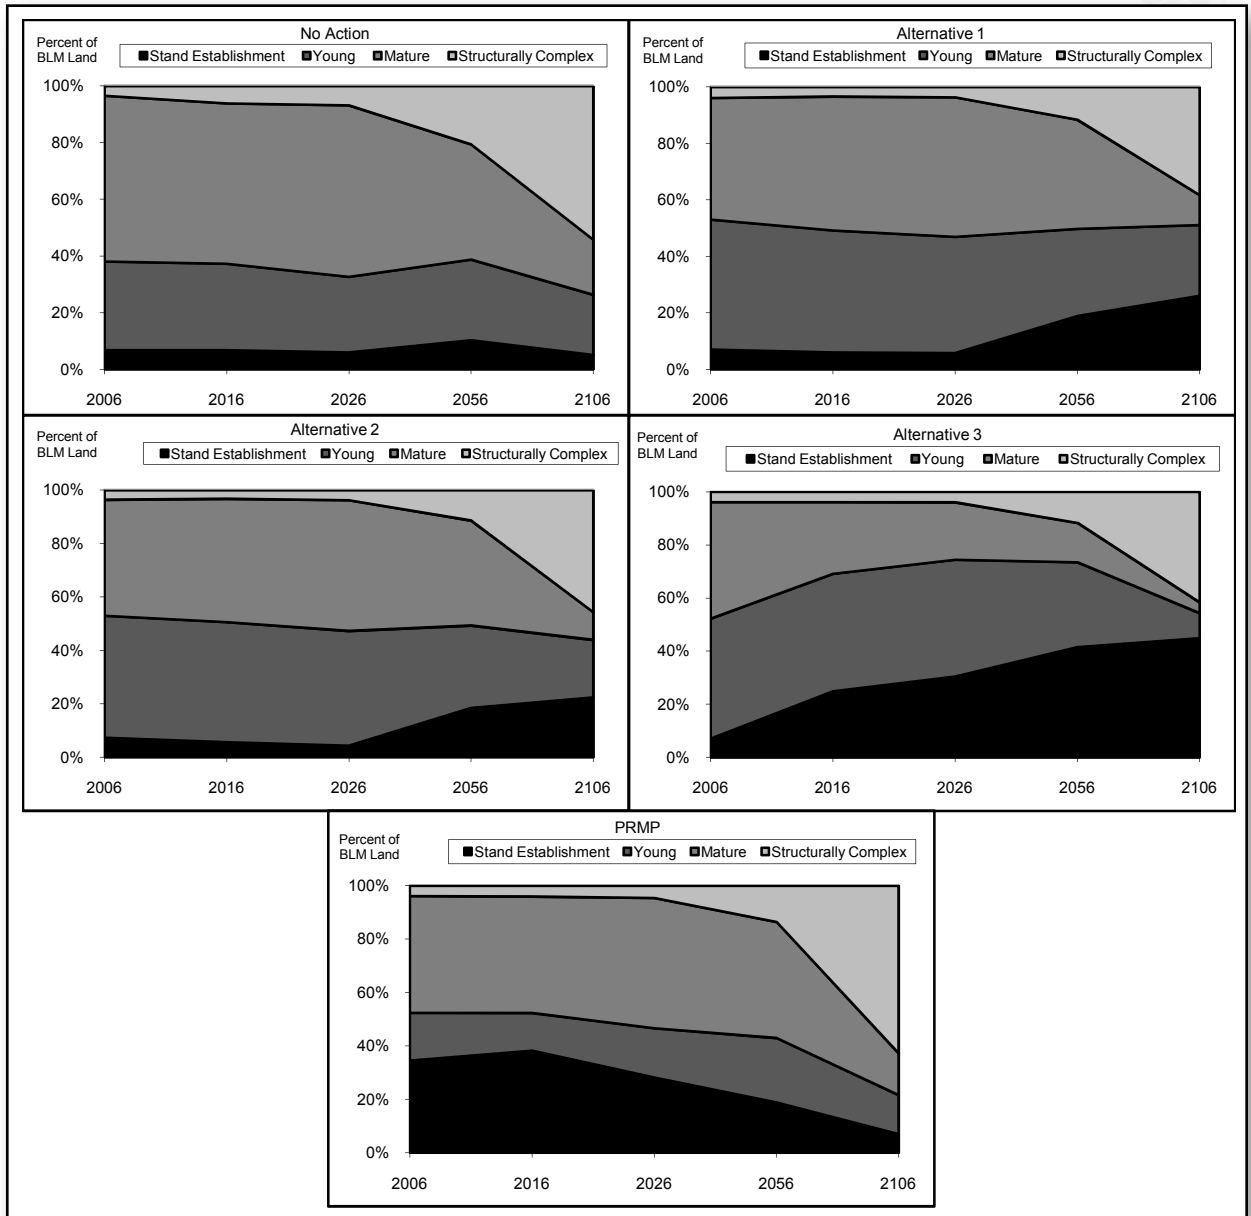 No Action
Percent of
BLM Land
Stand Establishment Young Mature Structurally Complex
100%
80%
60%
40%
20%
0%
2006 2016 2026 2056 2106
Alternative 1
Percent of
BLM Land
Stand Establishment Young Mature Structurally Complex
100%
80%
60%
40%
20%
0%
2006 2016 2026 2056 2106
Alternative 2
Percent of
BLM Land
Stand Establishment Young Mature Structurally Complex
100%
80%
60%
40%
20%
0%
2006 2016 2026 2056 2106
Alternative 3
Percent of
BLM Land
Stand Establishment Young Mature Structurally Complex
100%
80%
60%
40%
20%
0%
2006 2016 2026 2056 2106
PRMP
Percent of
BLM Land
Stand Establishment Young Mature Structurally Complex
100%
80%
60%
40%
20%
0%
2006 2016 2026 2056 2106